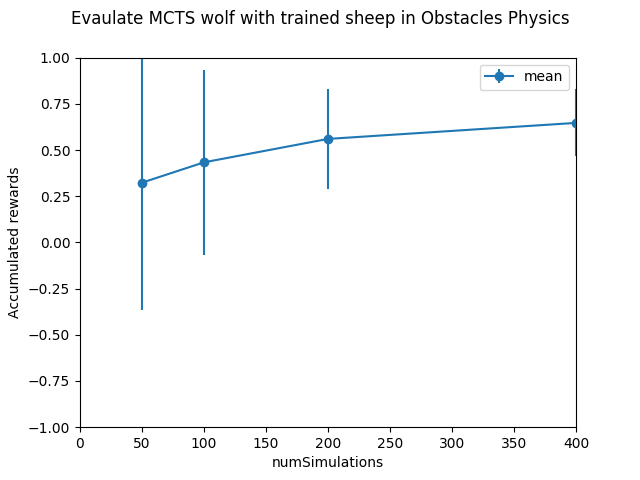 Evaulate MCTS wolf with trained sheep in Obstacles Physics
mean
1.00
0.75
0.50
0.25
0.00
−0.25
−0.50
−0.75
−1.00
Accumulated rewards
0 50 100 150 200 250 300 350 400
numSimulations